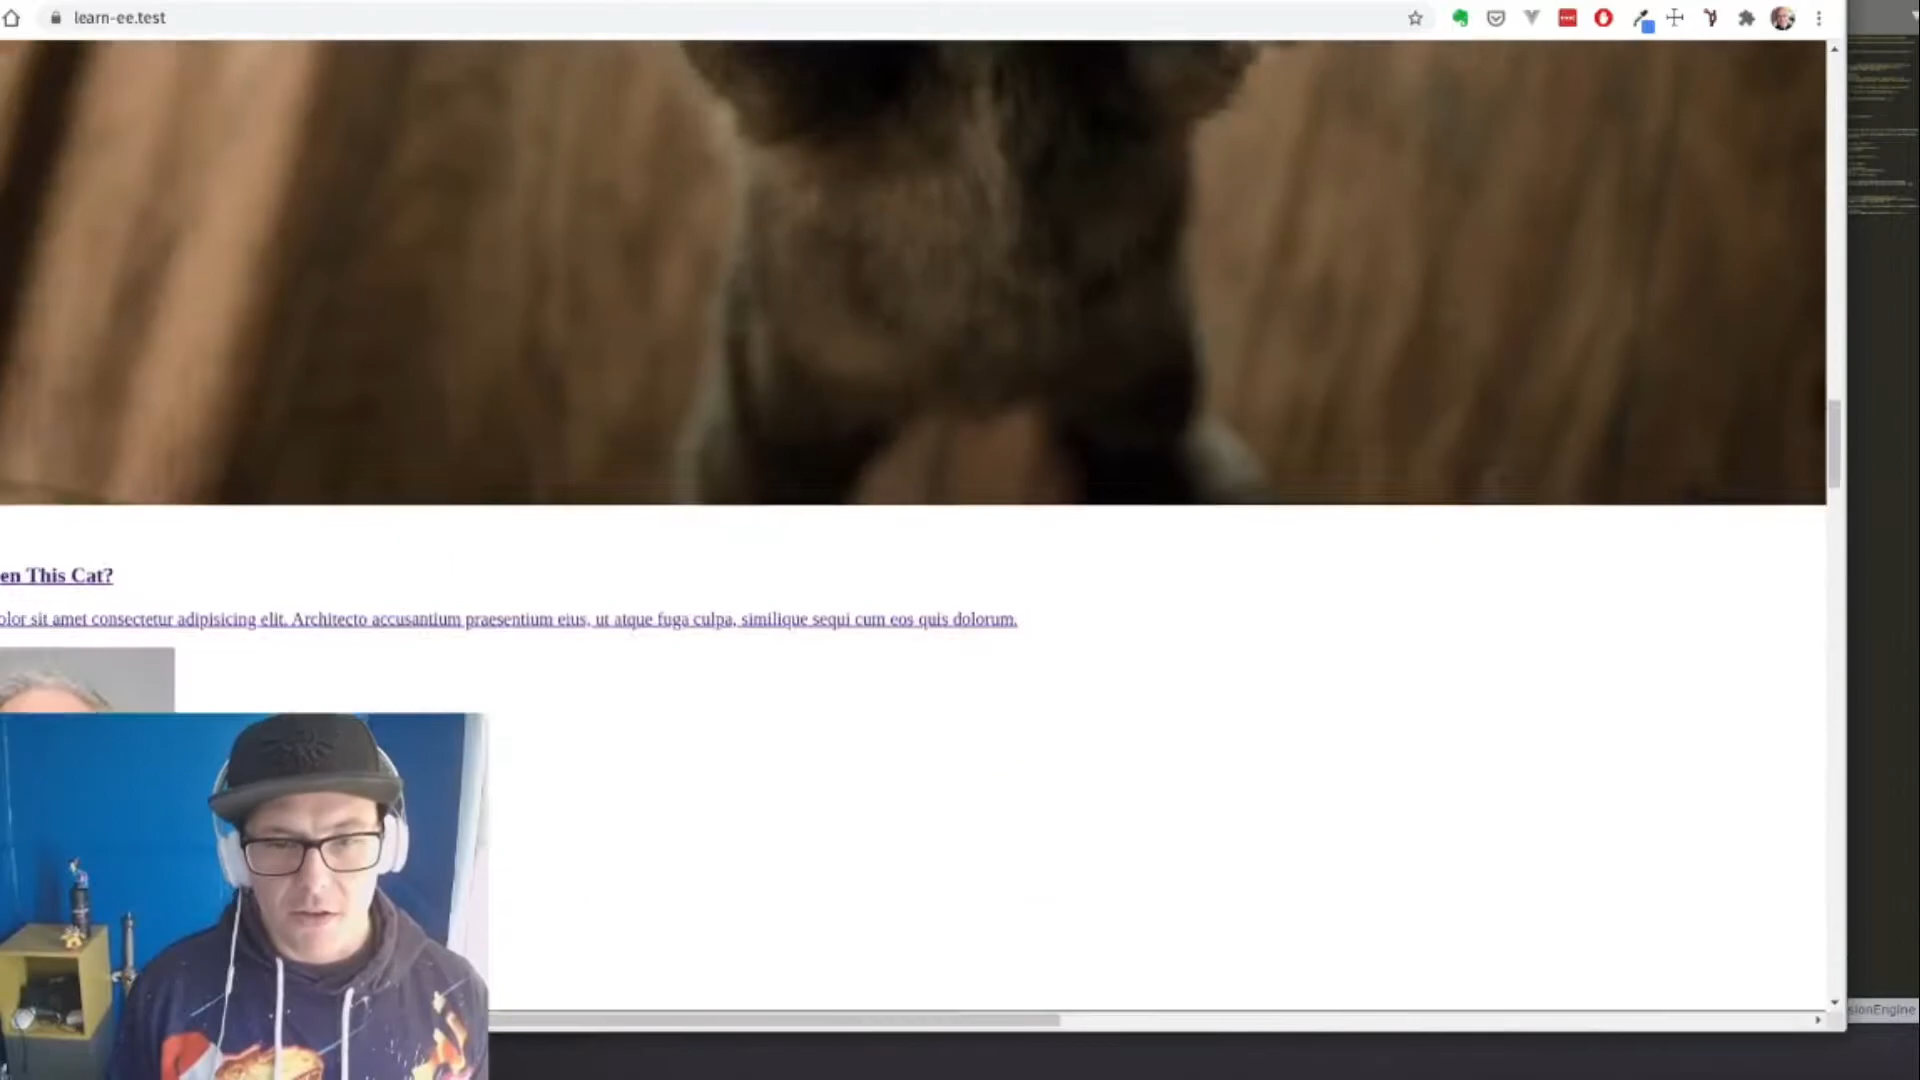 learn-ee.test
en This Cat?
olor sit amet consectetur adipisicing elit. Architecto accusantium praesentium eius, ut atque fuga culpa, similique sequi cum eos quis dolorum.
sionEngine